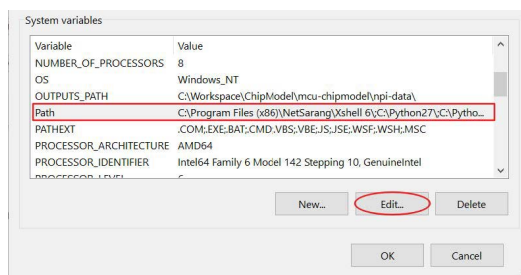 System variables
Variable Value
NUMBER_OF_PROCESSORS 8
OS Windows_NT
OUTPUTS_PATH C:\Workspace\ChipModel\mcu-chipmodel\npi-data\
Path C:\Program Files (x86)\NetSarang\Xshell 6\;C:\Python27\;C:\Pytho...
PATHEXT .COM;.EXE;.BAT;.CMD;.VBS;.VBE;.JS;.JSE;.WSF;.WSH;.MSC
PROCESSOR_ARCHITECTURE AMD64
PROCESSOR_IDENTIFIER Intel64 Family 6 Model 142 Stepping 10, GenuineIntel
New... Edit... Delete
OK Cancel